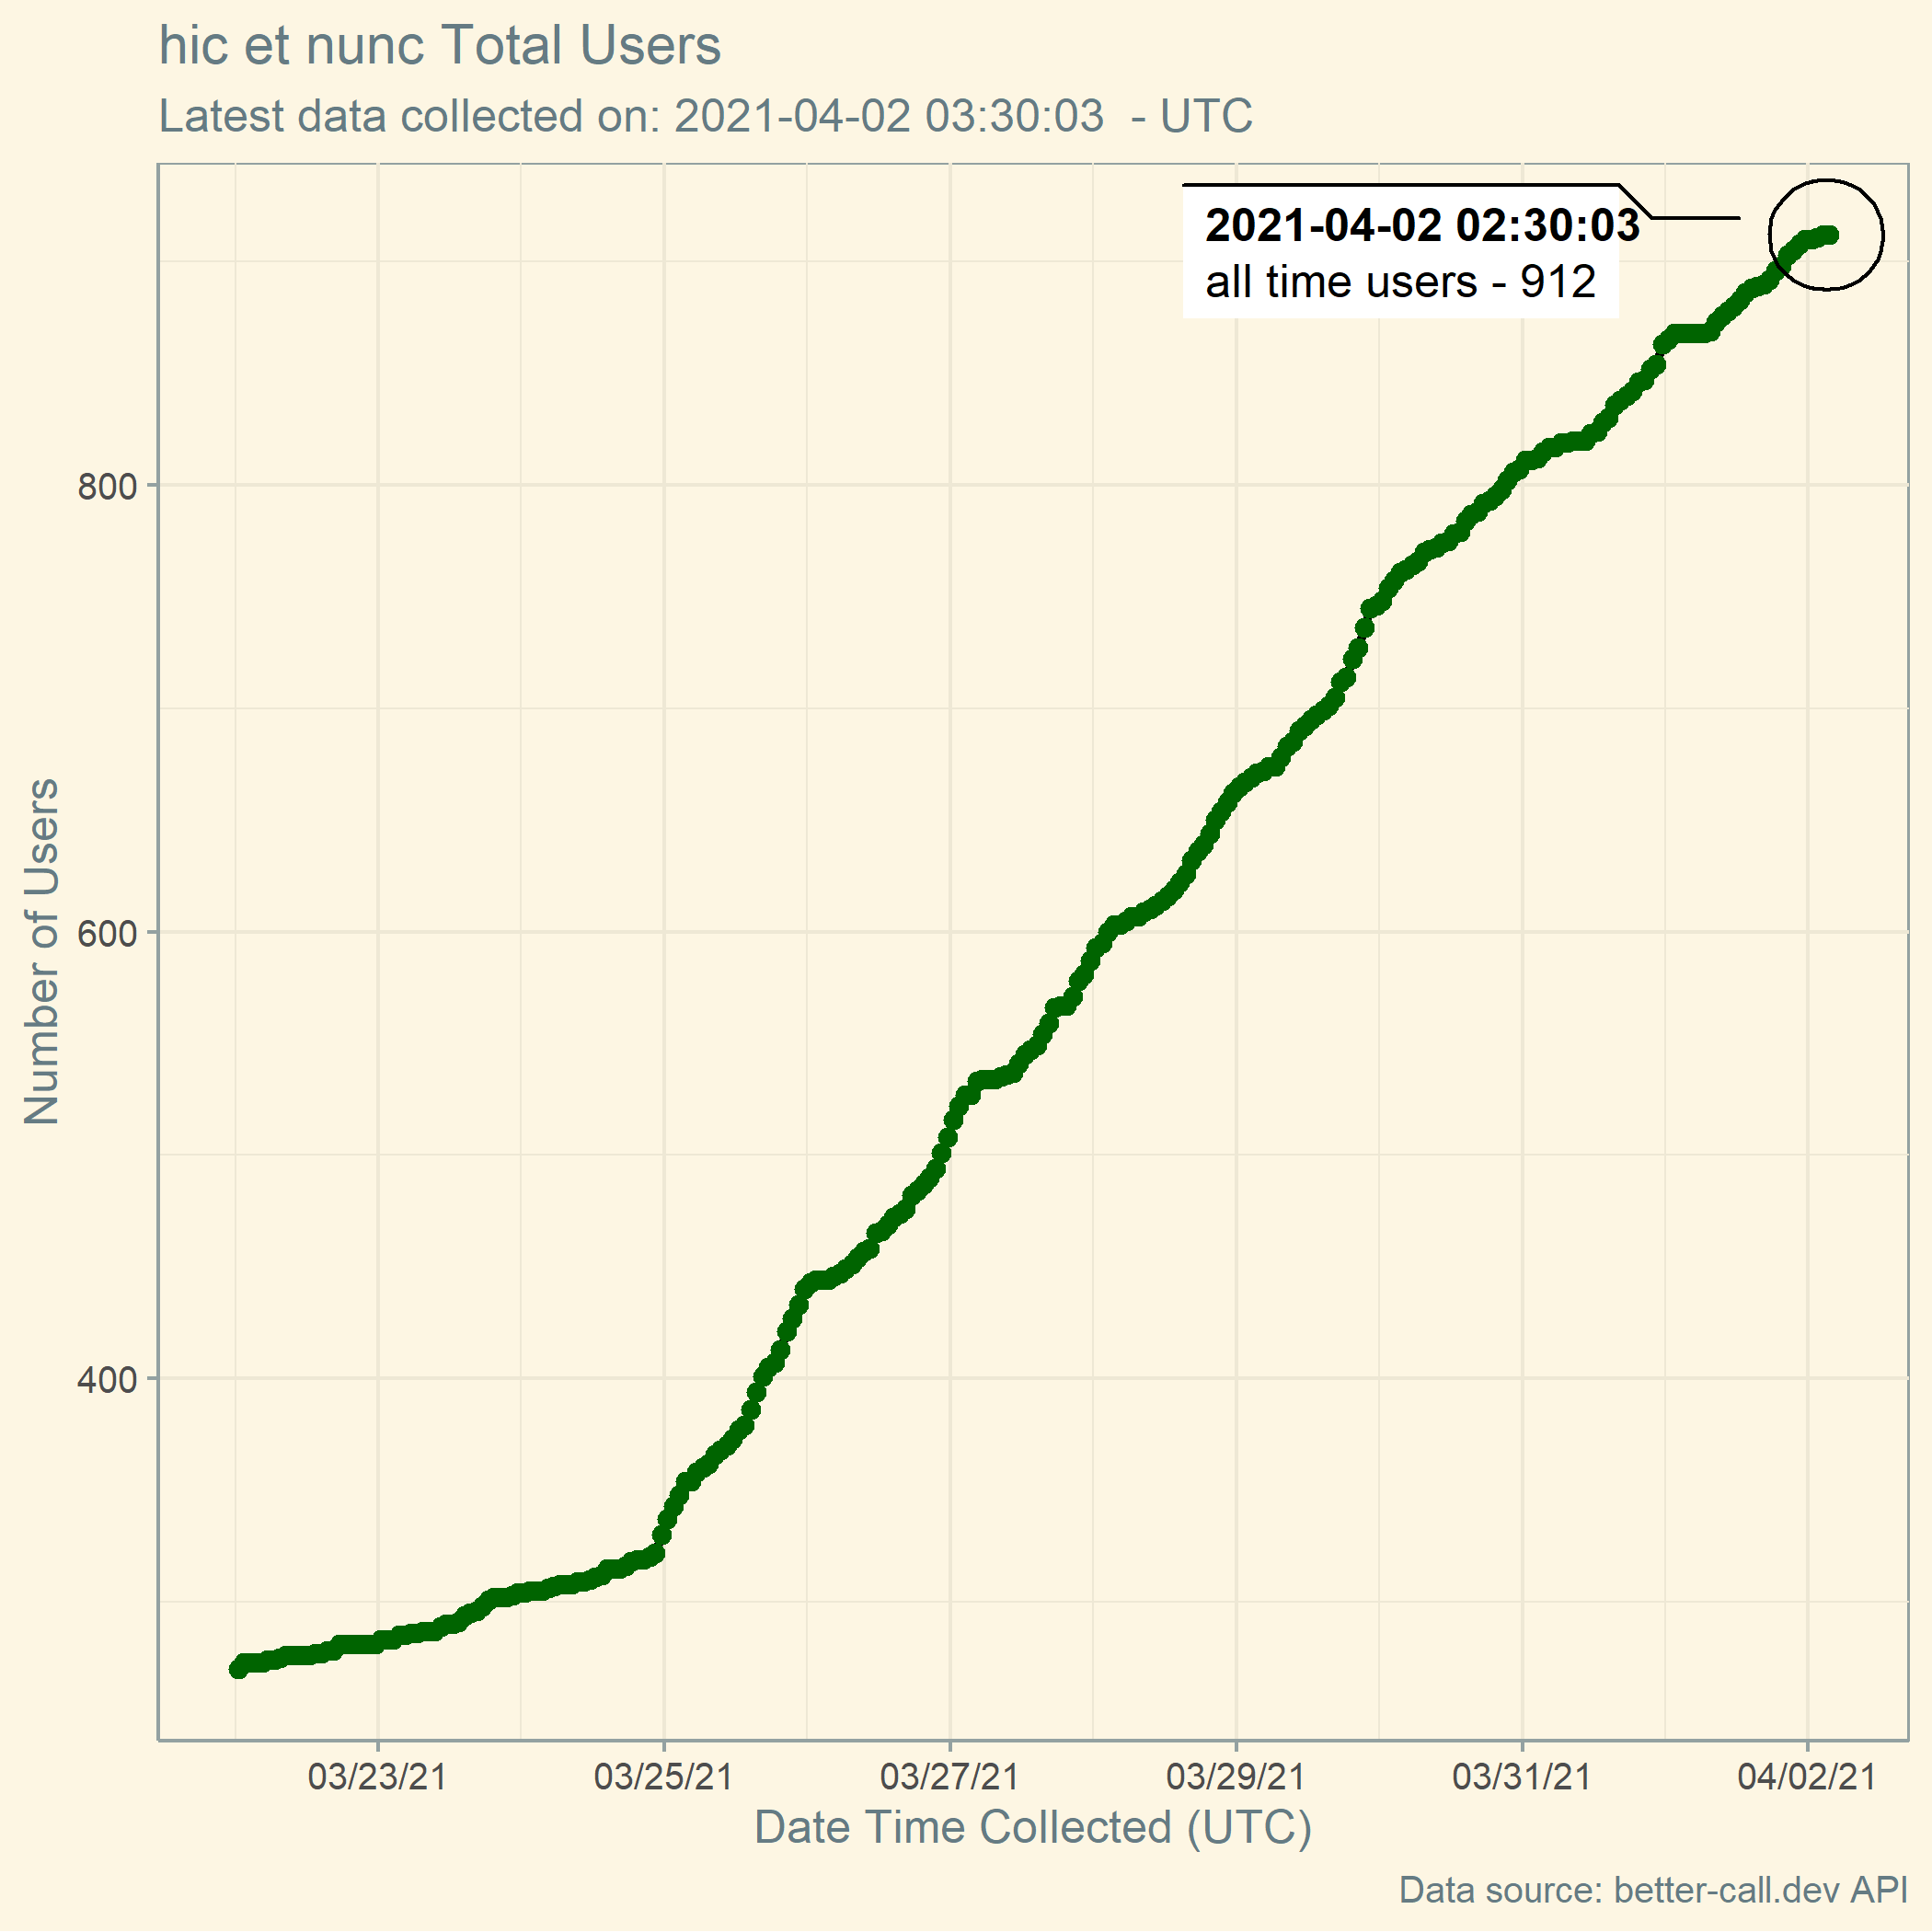 hic et nunc Total Users
Latest data collected on: 2021-04-02 03:30:03  - UTC
2021-04-02 02:30:03
all time users - 912
Number of Users
800
600
400
03/23/21 03/25/21 03/27/21 03/29/21 03/31/21 04/02/21
Date Time Collected (UTC)
Data source: better-call.dev API